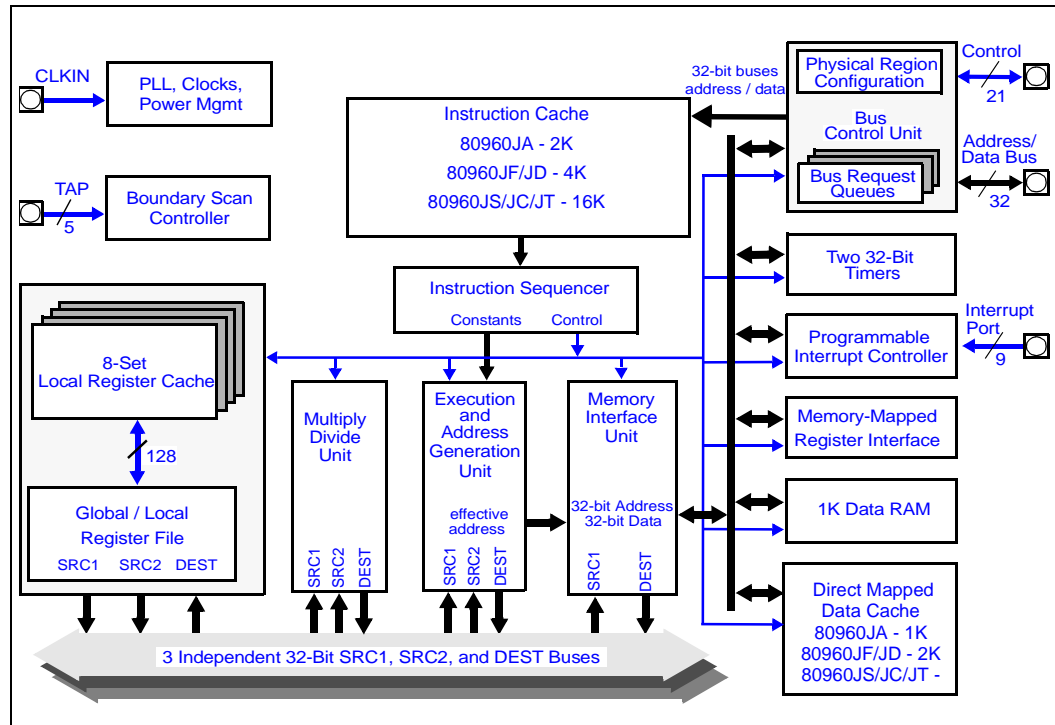 CLKIN
PLL, Clocks,
Power Mgmt
TAP
5
Boundary Scan
Controller
8-Set
Local Register Cache
128
Global / Local
Register File
SRC1 SRC2 DEST
Instruction Cache
80960JA - 2K
80960JF/JD - 4K
80960JS/JC/JT - 16K
Instruction Sequencer
Constants Control
Multiply
Divide
Unit
SRC1
SRC2
DEST
Execution
and
Address
Generation
Unit
effective
address
SRC1
SRC2
DEST
Memory
Interface
Unit
32-bit Address
32-bit Data
SRC1
DEST
3 Independent 32-Bit SRC1, SRC2, and DEST Buses
32-bit buses
address / data
Physical Region
Configuration
Bus
Control Unit
Bus Request
Queues
Control
21
Address/
Data Bus
32
Two 32-Bit
Timers
Programmable
Interrupt Controller
Interrupt
Port
9
Memory-Mapped
Register Interface
1K Data RAM
Direct Mapped
Data Cache
80960JA - 1K
80960JF/JD - 2K
80960JS/JC/JT -